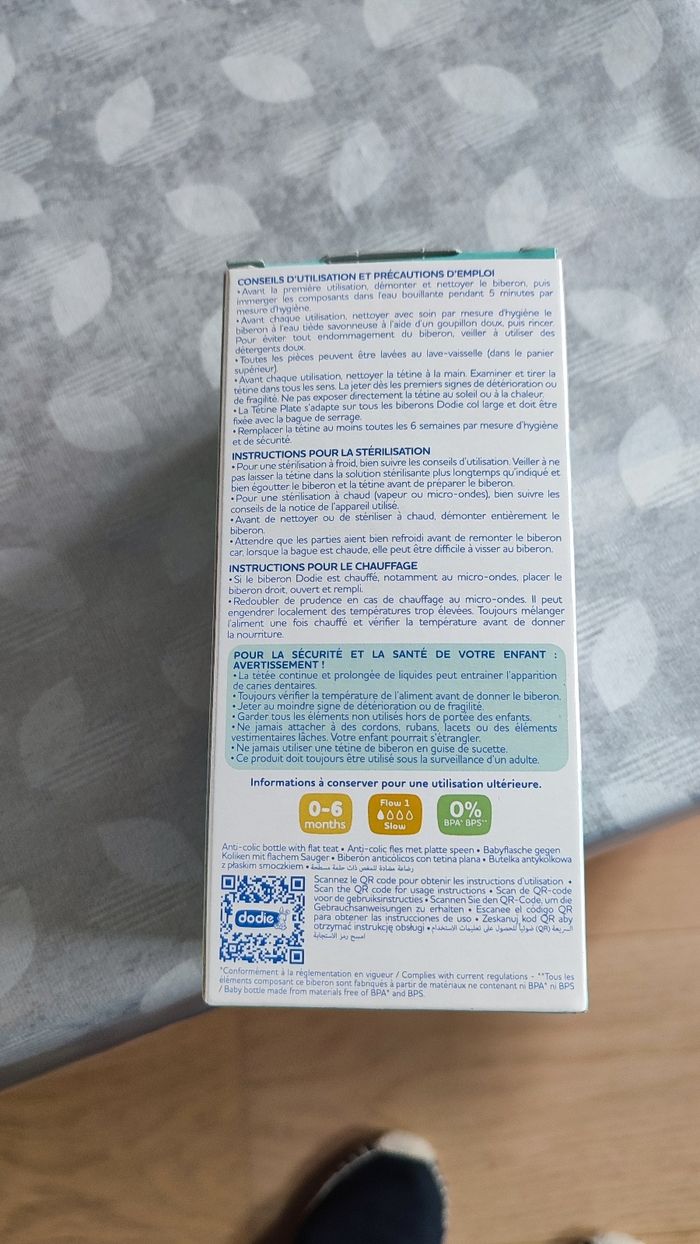 CONSEILS D'UTILISATION ET PRÉCAUTIONS D'EMPLOI
• Avant la première utilisation, démonter et nettoyer le biberon, puis
immerger les composants dans l'eau bouillante pendant 5 minutes par
mesure d'hygiène.
• Avant chaque utilisation, nettoyer avec soin par mesure d'hygiène le
biberon à l'eau tiède savonneuse à l'aide d'un goupillon doux, puis rincer.
Pour éviter tout endommagement du biberon, veiller à utiliser des
détergents doux.
• Toutes les pièces peuvent être lavées au lave-vaisselle (dans le panier
supérieur).
• Avant chaque utilisation, nettoyer la tétine à la main. Examiner et tirer la
tétine dans tous les sens. La jeter dès les premiers signes de détérioration ou
de fragilité. Ne pas exposer directement la tétine au soleil ou à la chaleur.
• La Tétine Plate s'adapte sur tous les biberons Dodie col large et doit être
fixée avec la bague de serrage.
• Remplacer la tétine au moins toutes les 6 semaines par mesure d'hygiène
et de sécurité.
INSTRUCTIONS POUR LA STÉRILISATION
• Pour une stérilisation à froid, bien suivre les conseils d'utilisation. Veiller à ne
pas laisser la tétine dans la solution stérilisante plus longtemps qu'indiqué et
bien égoutter le biberon et la tétine avant de préparer le biberon.
• Pour une stérilisation à chaud (vapeur ou micro-ondes), bien suivre les
conseils de la notice de l'appareil utilisé.
• Avant de nettoyer ou de stériliser à chaud, démonter entièrement le
biberon.
• Attendre que les parties aient bien refroidi avant de remonter le biberon
car, lorsque la bague est chaude, elle peut être difficile à visser au biberon.
INSTRUCTIONS POUR LE CHAUFFAGE
• Si le biberon Dodie est chauffé, notamment au micro-ondes, placer le
biberon droit, ouvert et rempli.
• Redoubler de prudence en cas de chauffage au micro-ondes. Il peut
engendrer localement des températures trop élevées. Toujours mélanger
l'aliment une fois chauffé et vérifier la température avant de donner
la nourriture.
POUR LA SÉCURITÉ ET LA SANTÉ DE VOTRE ENFANT :
AVERTISSEMENT !
• La tétée continue et prolongée de liquides peut entrainer l'apparition
de caries dentaires.
• Toujours vérifier la température de l'aliment avant de donner le biberon.
• Jeter au moindre signe de détérioration ou de fragilité.
• Garder tous les éléments non utilisés hors de portée des enfants.
• Ne jamais attacher à des cordons, rubans, lacets ou des éléments
vestimentaires lâches. Votre enfant pourrait s'étrangler.
• Ne jamais utiliser une tétine de biberon en guise de sucette.
• Ce produit doit toujours être utilisé sous la surveillance d'un adulte.
Informations à conserver pour une utilisation ultérieure.
0-6
months
Flow 1
Slow
0%
BPA* BPS**
Anti-colic bottle with flat teat • Anti-colic fles met platte speen • Babyflasche gegen
Koliken mit flachem Sauger • Biberón anticólicos con tetina plana • Butelka antykolkowa
z płaskim smoczkiem • رضاعة مضادة للمغص ذات حلمة مسطحة
dodie
Scannez le QR code pour obtenir les instructions d'utilisation •
Scan the QR code for usage instructions • Scan de QR-code
voor de gebruiksinstructies • Scannen Sie den QR-Code, um die
Gebrauchsanweisungen zu erhalten • Escanee el código QR
para obtener las instrucciones de uso • Zeskanuj kod QR aby
otrzymać instrukcję obsługi • السريعة (QR) ضوئياً للحصول على تعليمات الاستخدام
امسح رمز الاستجابة
*Conformément à la réglementation en vigueur / Complies with current regulations - **Tous les
éléments composant ce biberon sont fabriqués à partir de matériaux ne contenant ni BPA* ni BPS
/ Baby bottle made from materials free of BPA* and BPS.